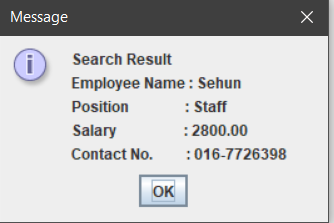 Message
Search Result
Employee Name : Sehun
Position : Staff
Salary : 2800.00
Contact No. : 016-7726398
OK